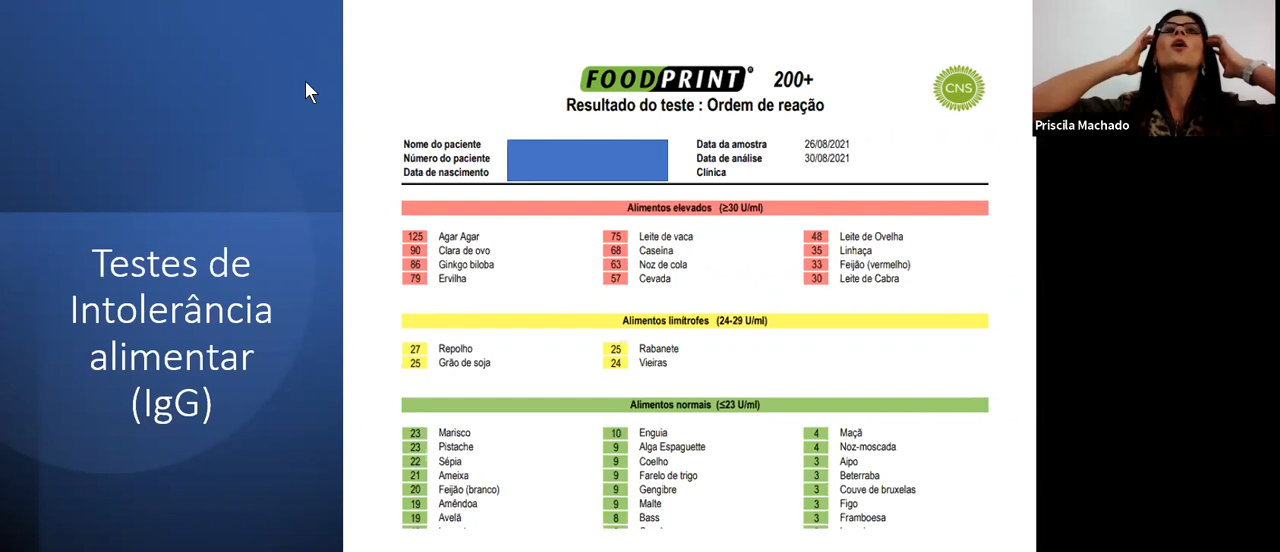 Testes de
Intolerância
alimentar
(IgG)
FOODPRINT® 200+
Resultado do teste : Ordem de reação
CNS
Nome do paciente
Número do paciente
Data de nascimento
Data da amostra 26/08/2021
Data de análise 30/08/2021
Clínica
Alimentos elevados (≥30 U/ml)
125 Agar Agar 75 Leite de vaca 48 Leite de Ovelha
90 Clara de ovo 68 Caseína 35 Linhaça
86 Ginkgo biloba 63 Noz de cola 33 Feijão (vermelho)
79 Ervilha 57 Cevada 30 Leite de Cabra
Alimentos limítrofes (24-29 U/ml)
27 Repolho 25 Rabanete
25 Grão de soja 24 Vieiras
Alimentos normais (≤23 U/ml)
23 Marisco 10 Enguia 4 Maçã
23 Pistache 9 Alga Espaguette 4 Noz-moscada
22 Sépia 9 Coelho 3 Aipo
21 Ameixa 9 Farelo de trigo 3 Beterraba
20 Feijão (branco) 9 Gengibre 3 Couve de bruxelas
19 Amêndoa 9 Malte 3 Figo
19 Avelã 8 Bass 3 Framboesa
Priscila Machado